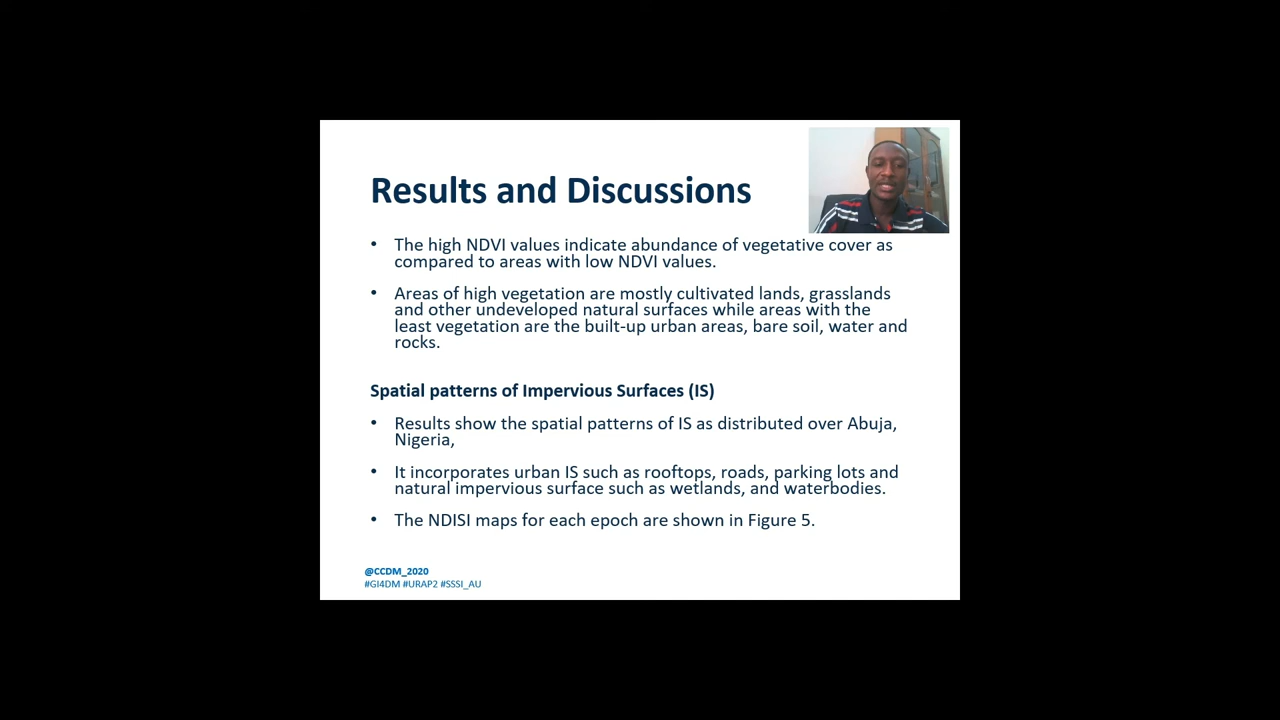 Results and Discussions
• The high NDVI values indicate abundance of vegetative cover as
compared to areas with low NDVI values.
• Areas of high vegetation are mostly cultivated lands, grasslands
and other undeveloped natural surfaces while areas with the
least vegetation are the built-up urban areas, bare soil, water and
rocks.
Spatial patterns of Impervious Surfaces (IS)
• Results show the spatial patterns of IS as distributed over Abuja,
Nigeria,
• It incorporates urban IS such as rooftops, roads, parking lots and
natural impervious surface such as wetlands, and waterbodies.
• The NDISI maps for each epoch are shown in Figure 5.
@CCDM_2020
#GI4DM #URAP2 #SSSI_AU